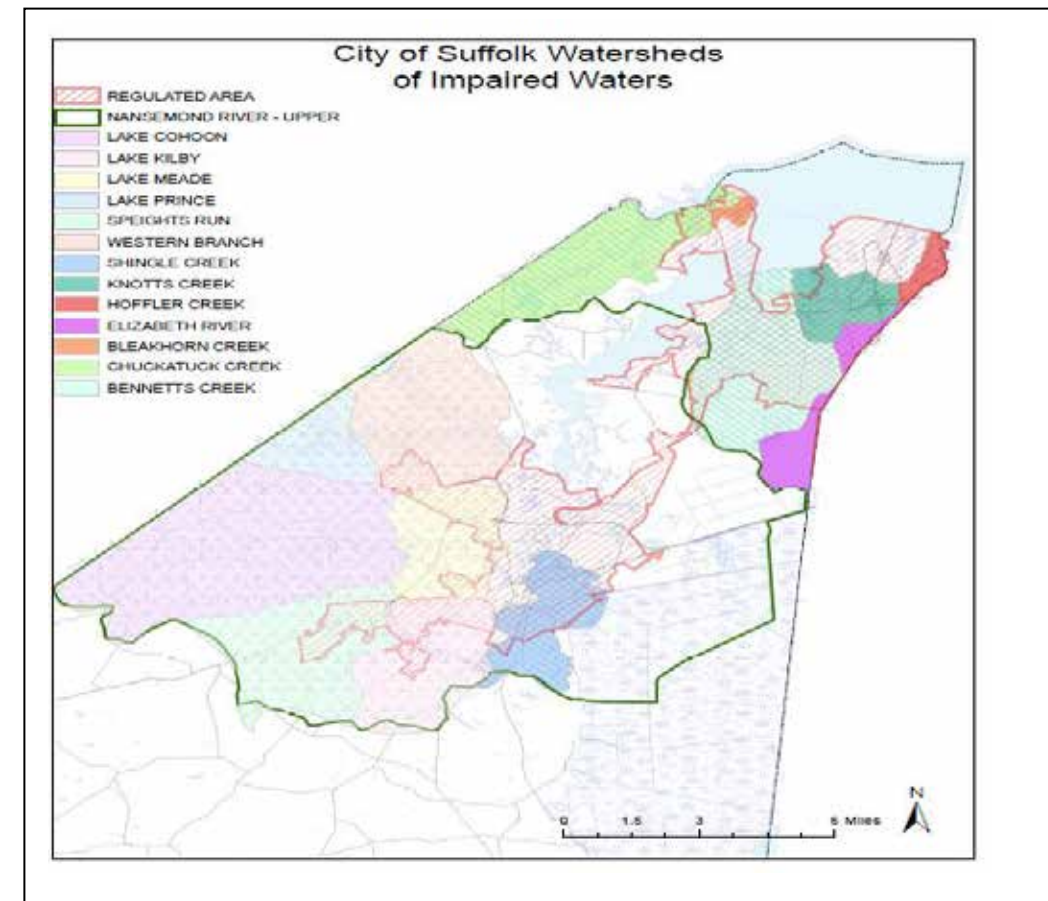 City of Suffolk Watersheds
of Impaired Waters
REGULATED AREA
NANSEMOND RIVER - UPPER
LAKE COHOON
LAKE KILBY
LAKE MEADE
LAKE PRINCE
SPEIGHTS RUN
WESTERN BRANCH
SHINGLE CREEK
KNOTTS CREEK
HOFFLER CREEK
ELIZABETH RIVER
BLEAKHORN CREEK
CHUCKATUCK CREEK
BENNETTS CREEK
N
0 1.5 3 6 Miles